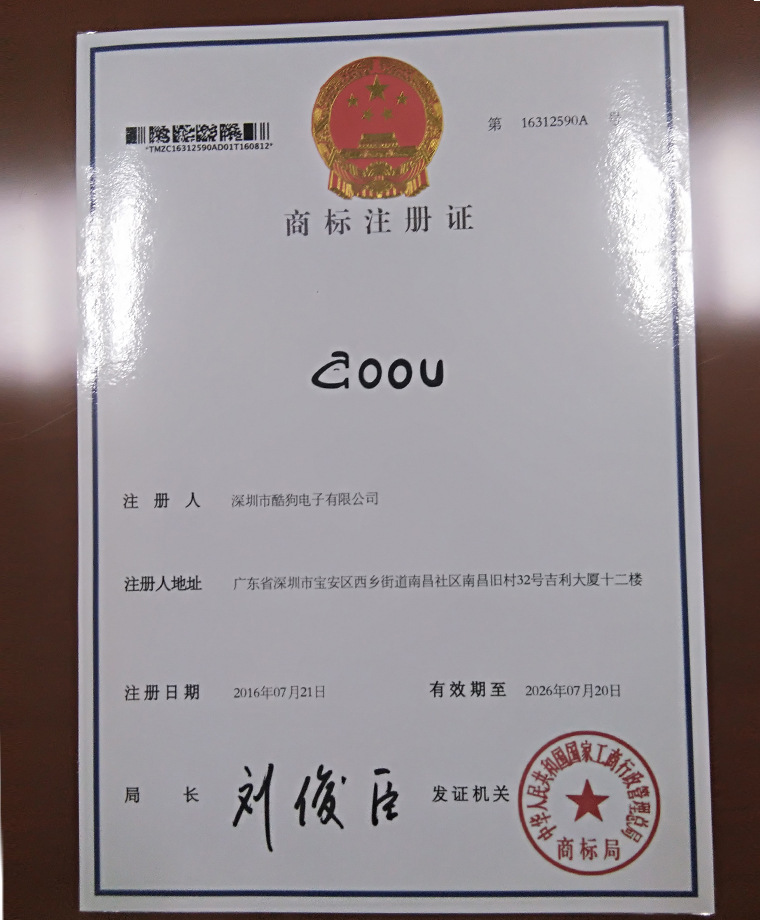 第 16312590A 号
*TMZC16312590AD01T160812*
商标注册证
coou
注册人 深圳市酷狗电子有限公司
注册人地址 广东省深圳市宝安区西乡街道南昌社区南昌旧村32号吉利大厦十二楼
注册日期 2016年07月21日 有效期至 2026年07月20日
局长 刘俊臣 发证机关
中华人民共和国国家工商行政管理总局
商标局